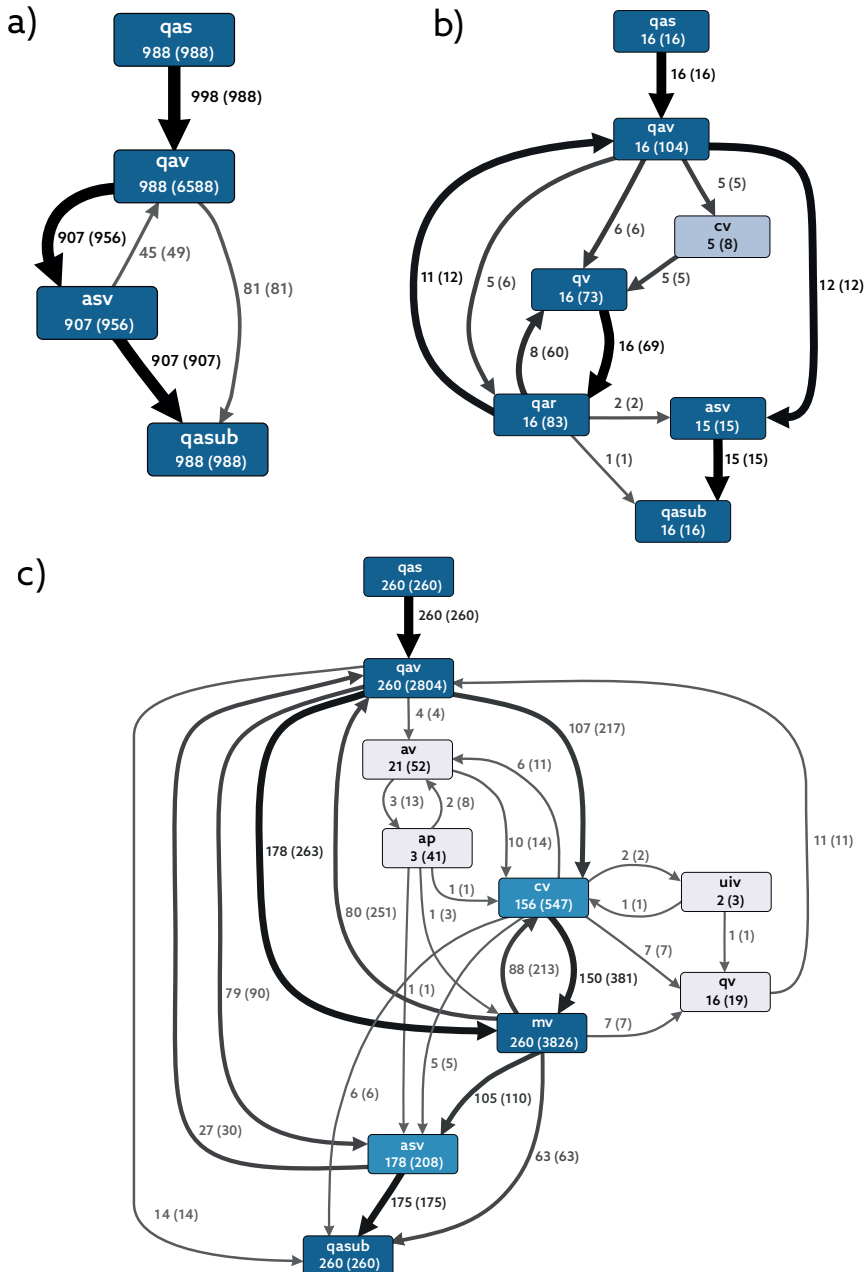 a)
qas
988 (988)
998 (988)
qav
988 (6588)
907 (956)
45 (49)
81 (81)
asv
907 (956)
907 (907)
qasub
988 (988)
b)
qas
16 (16)
16 (16)
qav
16 (104)
5 (5)
cv
5 (8)
6 (6)
11 (12)
5 (6)
5 (5)
12 (12)
qv
16 (73)
8 (60)
16 (69)
qar
16 (83)
2 (2)
asv
15 (15)
1 (1)
15 (15)
qasub
16 (16)
c)
qas
260 (260)
260 (260)
qav
260 (2804)
4 (4)
107 (217)
av
21 (52)
6 (11)
3 (13)
2 (8)
ap
3 (41)
10 (14)
11 (11)
178 (263)
1 (1)
cv
156 (547)
2 (2)
uiv
2 (3)
1 (1)
80 (251)
1 (3)
1 (1)
7 (7)
88 (213)
150 (381)
qv
16 (19)
79 (90)
1 (1)
mv
260 (3826)
7 (7)
5 (5)
6 (6)
105 (110)
27 (30)
asv
178 (208)
63 (63)
175 (175)
14 (14)
qasub
260 (260)